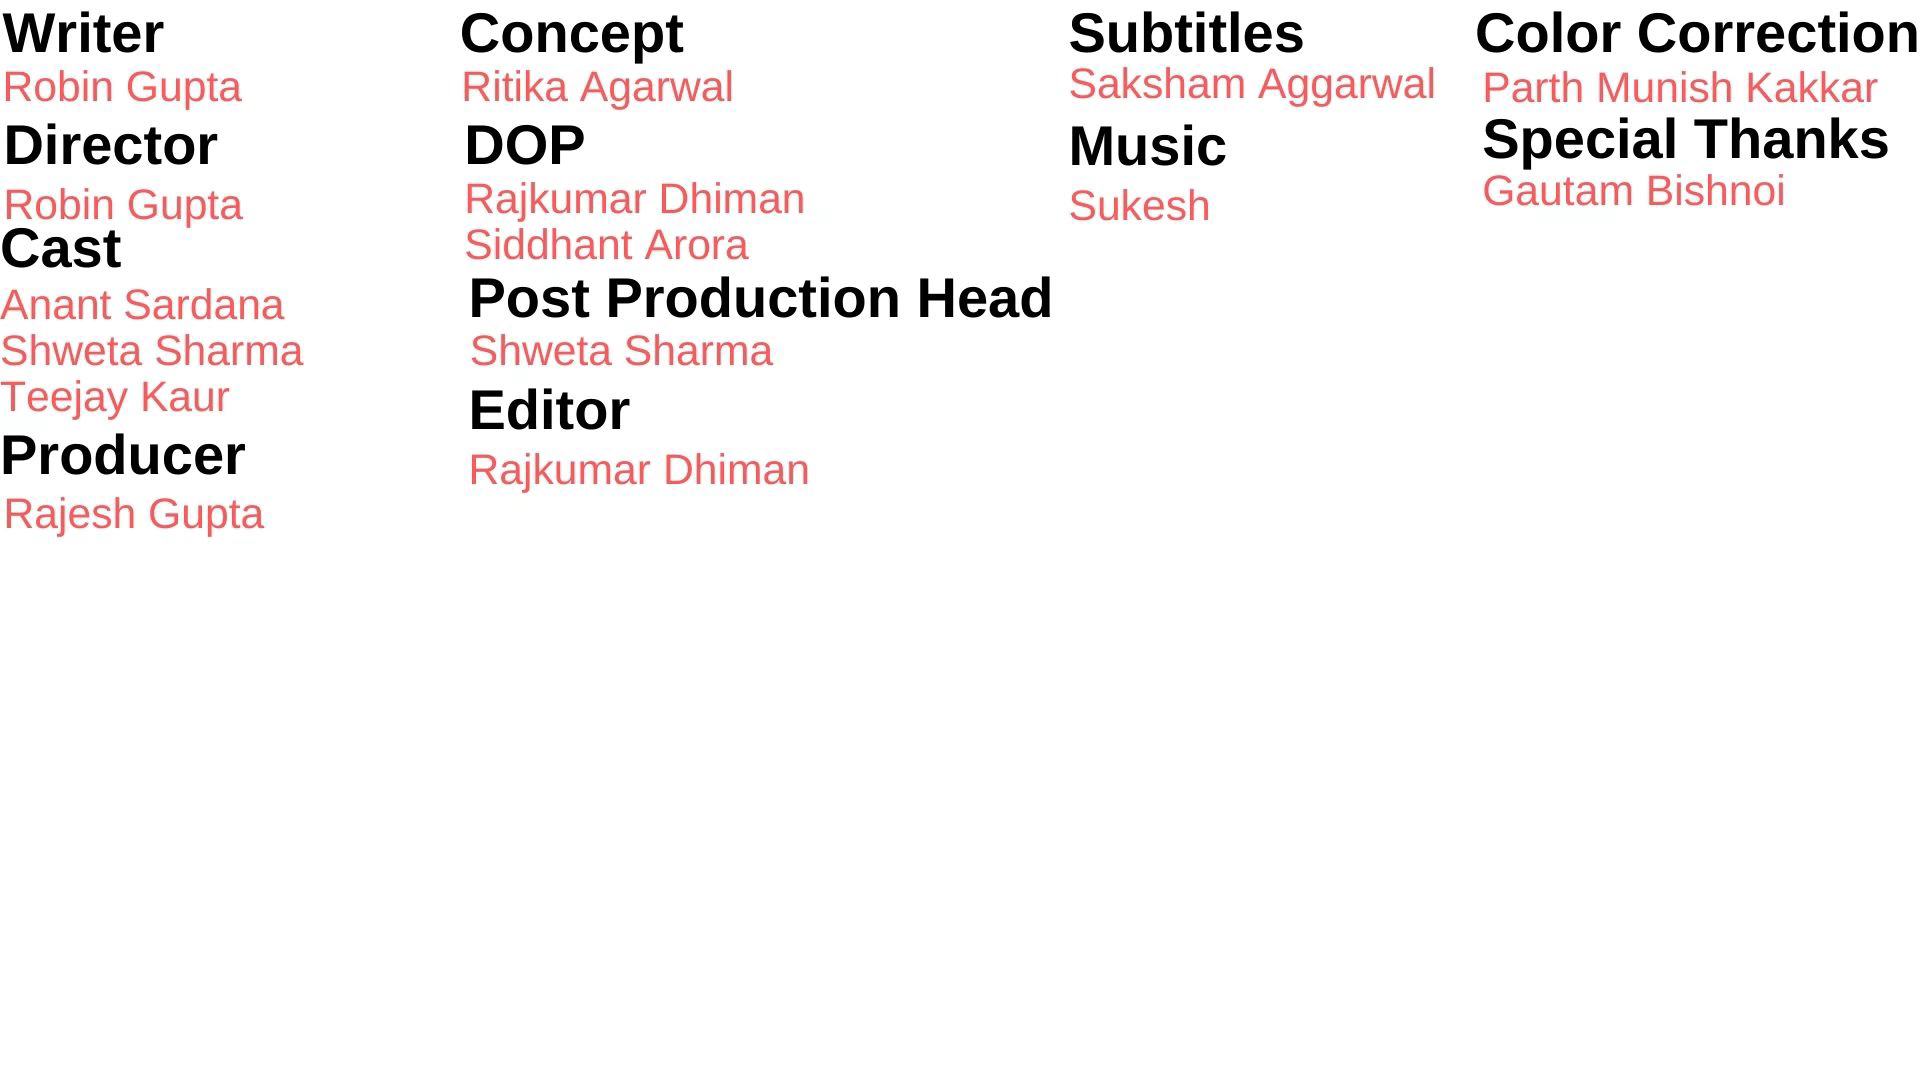 Writer
Robin Gupta
Director
Robin Gupta
Cast
Anant Sardana
Shweta Sharma
Teejay Kaur
Producer
Rajesh Gupta
Concept
Ritika Agarwal
DOP
Rajkumar Dhiman
Siddhant Arora
Post Production Head
Shweta Sharma
Editor
Rajkumar Dhiman
Subtitles
Saksham Aggarwal
Music
Sukesh
Color Correction
Parth Munish Kakkar
Special Thanks
Gautam Bishnoi